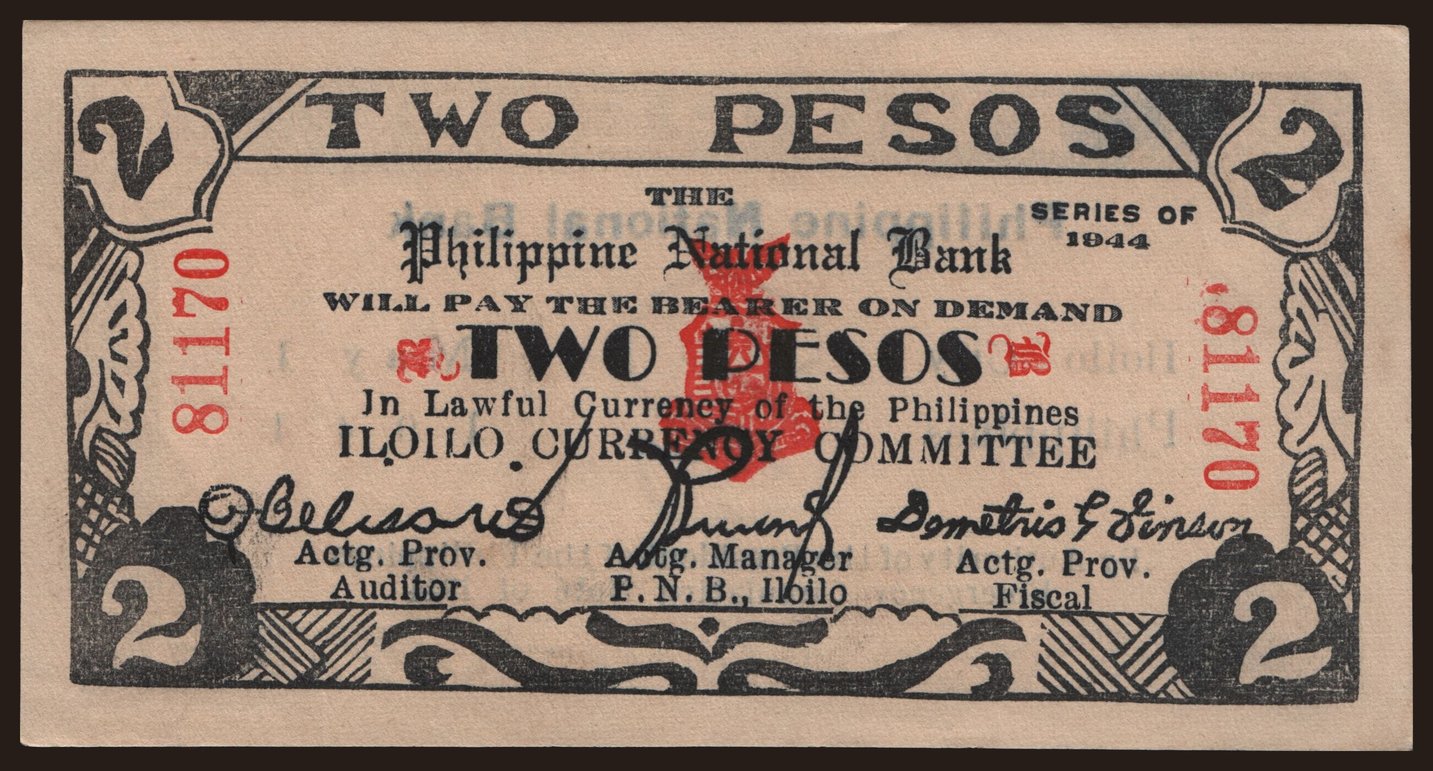 2 TWO PESOS 2
THE
Philippine National Bank
SERIES OF
1944
WILL PAY THE BEARER ON DEMAND
TWO PESOS
In Lawful Currency of the Philippines
ILOILO CURRENCY COMMITTEE
81170
81170
Actg. Prov.
Auditor
Actg. Manager
P. N. B., Iloilo
Actg. Prov.
Fiscal
2
2